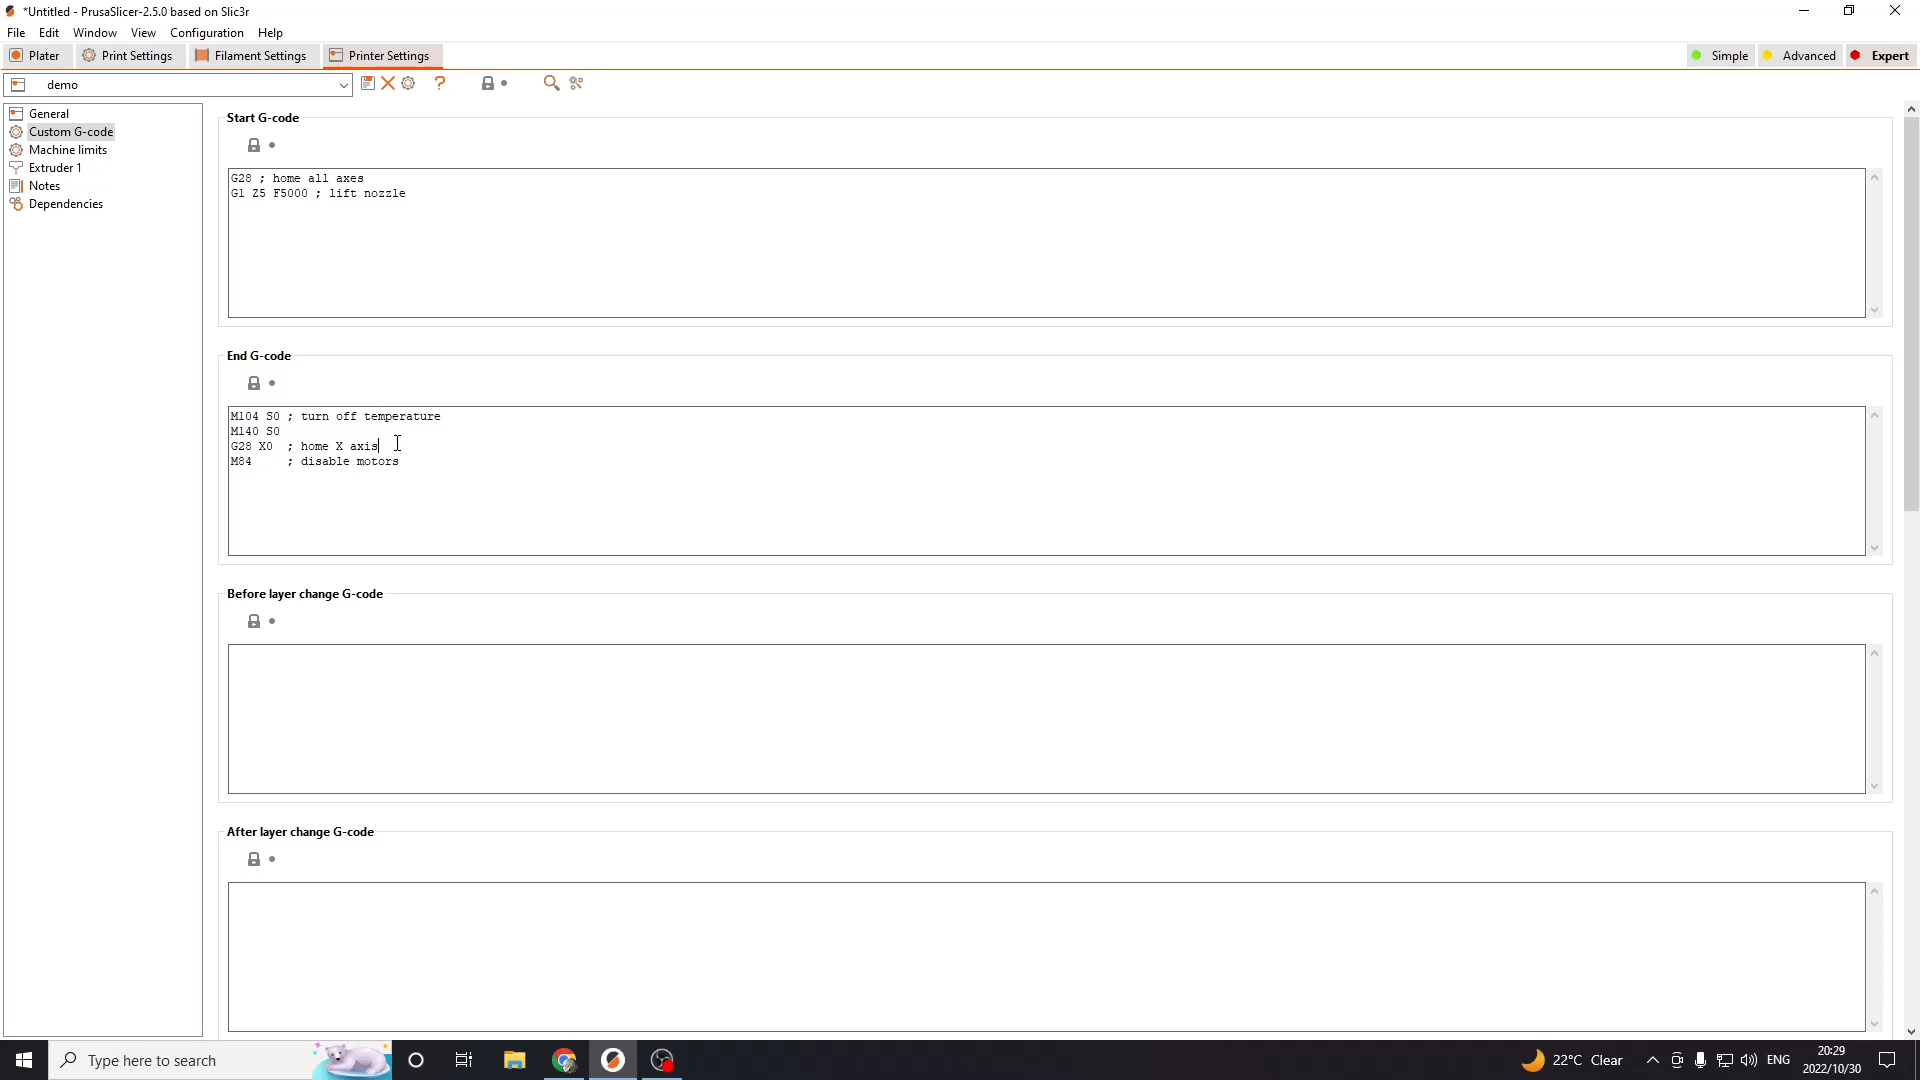 *Untitled - PrusaSlicer-2.5.0 based on Slic3r
File Edit Window View Configuration Help
Plater Print Settings Filament Settings Printer Settings Simple Advanced Expert
demo
General
Custom G-code
Machine limits
Extruder 1
Notes
Dependencies
Start G-code
G28 ; home all axes
G1 Z5 F5000 ; lift nozzle
End G-code
M104 S0 ; turn off temperature
M140 S0
G28 X0  ; home X axis
M84     ; disable motors
Before layer change G-code
After layer change G-code
Type here to search
22°C Clear
ENG
20:29
2022/10/30